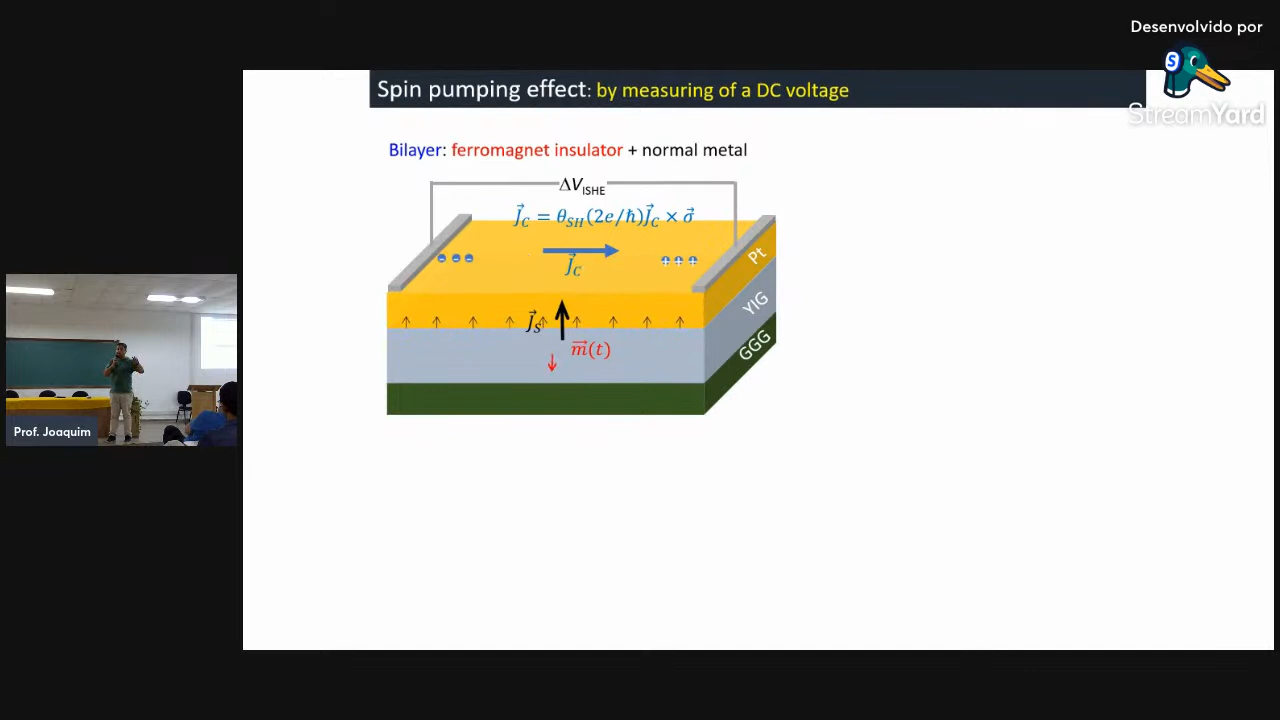 Desenvolvido por
S
StreamYard
Spin pumping effect: by measuring of a DC voltage
Bilayer: ferromagnet insulator + normal metal
ΔV_ISHE
J⃗_C = θ_SH(2e/ℏ)J⃗_C × σ⃗
J⃗_C
Pt
J⃗_S
YIG
m⃗(t)
GGG
Prof. Joaquim